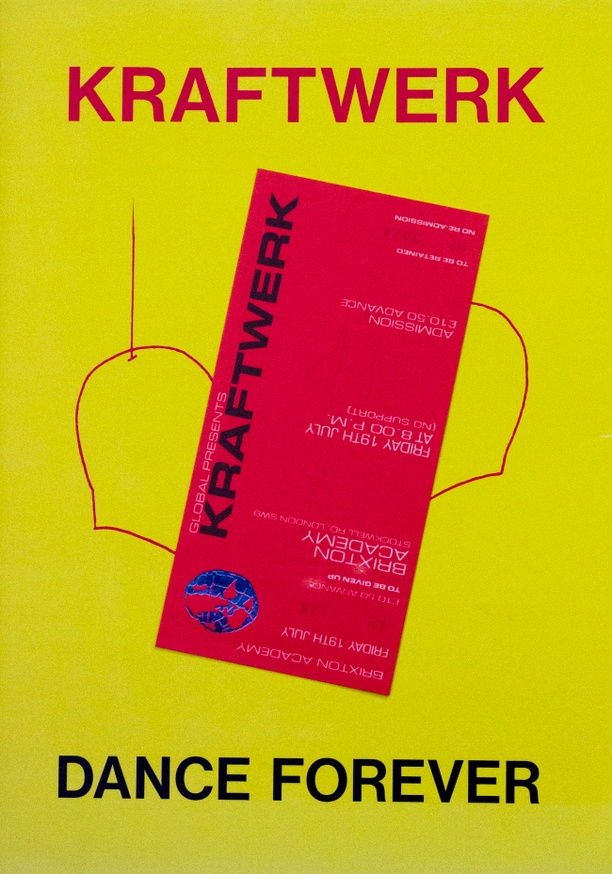 KRAFTWERK
GLOBAL PRESENTS
KRAFTWERK
BRIXTON ACADEMY
FRIDAY 19TH JULY
£10.50 ADVANCE
TO BE GIVEN UP
BRIXTON
ACADEMY
STOCKWELL RD, LONDON SW9
FRIDAY 19TH JULY
AT 8.00 P.M.
(NO SUPPORT)
ADMISSION
£10.50 ADVANCE
TO BE RETAINED
NO RE-ADMISSION
DANCE FOREVER